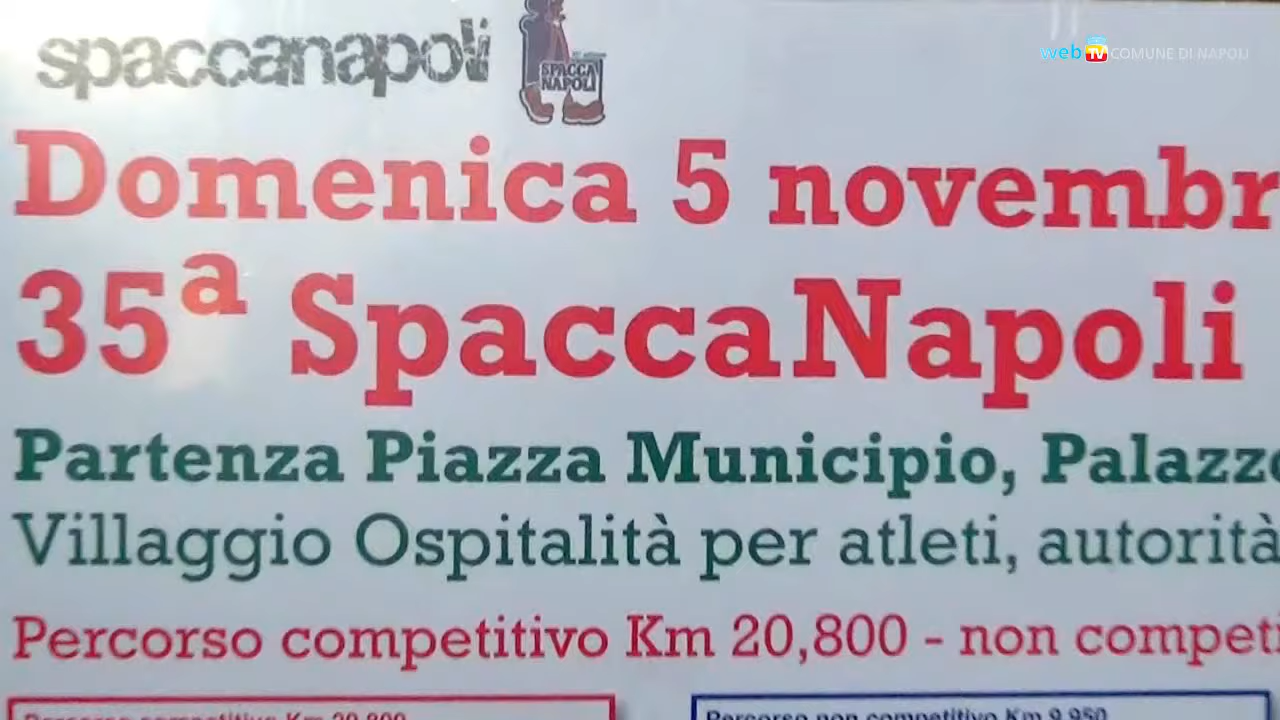 spaccanapoli
SPACCA
NAPOLI
web TV COMUNE DI NAPOLI
Domenica 5 novembr
35ª SpaccaNapoli
Partenza Piazza Municipio, Palazzo
Villaggio Ospitalità per atleti, autorità
Percorso competitivo Km 20,800 - non competi
Percorso competitivo Km 20,800
Percorso non competitivo Km 9,950